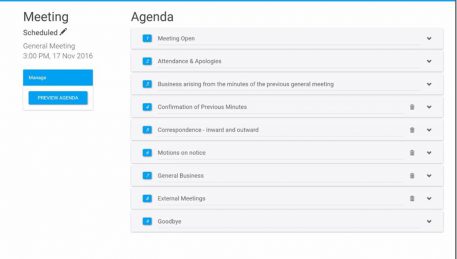 Meeting
Scheduled
General Meeting
3:00 PM, 17 Nov 2016
Manage
PREVIEW AGENDA
Agenda
1 Meeting Open
2 Attendance & Apologies
3 Business arising from the minutes of the previous general meeting
4 Confirmation of Previous Minutes
5 Correspondence - inward and outward
6 Motions on notice
7 General Business
8 External Meetings
9 Goodbye